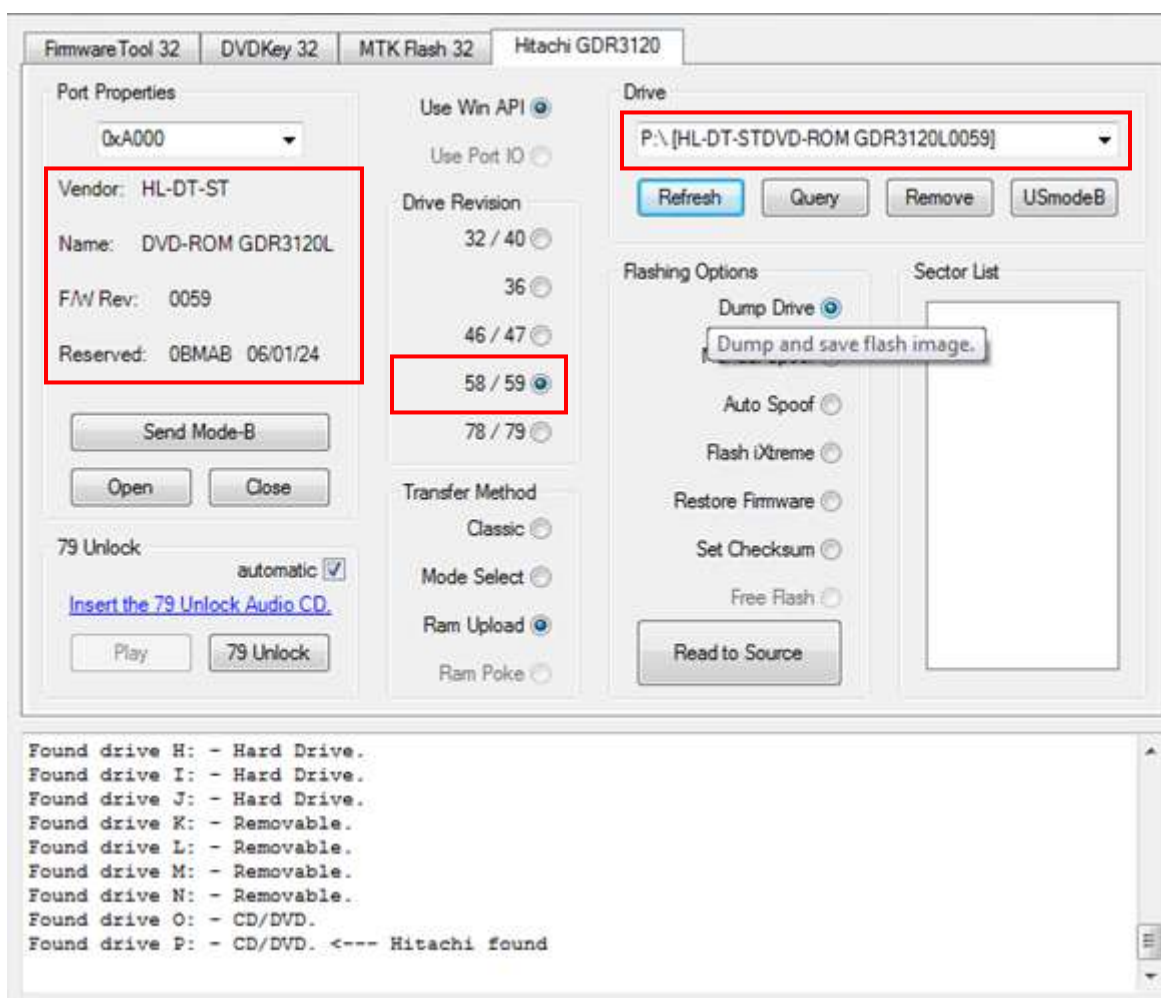 FirmwareTool 32 DVDKey 32 MTK Flash 32 Hitachi GDR3120
Port Properties
0xA000
Vendor: HL-DT-ST
Name: DVD-ROM GDR3120L
F/W Rev: 0059
Reserved: 0BMAB 06/01/24
Send Mode-B
Open Close
79 Unlock
automatic
Insert the 79 Unlock Audio CD.
Play 79 Unlock
Use Win API
Use Port IO
Drive Revision
32 / 40
36
46 / 47
58 / 59
78 / 79
Transfer Method
Classic
Mode Select
Ram Upload
Ram Poke
Drive
P:\ [HL-DT-STDVD-ROM GDR3120L0059]
Refresh Query Remove USmodeB
Flashing Options
Dump Drive
Dump and save flash image.
Auto Spoof
Flash iXtreme
Restore Firmware
Set Checksum
Free Flash
Read to Source
Sector List
Found drive H: - Hard Drive.
Found drive I: - Hard Drive.
Found drive J: - Hard Drive.
Found drive K: - Removable.
Found drive L: - Removable.
Found drive M: - Removable.
Found drive N: - Removable.
Found drive O: - CD/DVD.
Found drive P: - CD/DVD. <--- Hitachi found